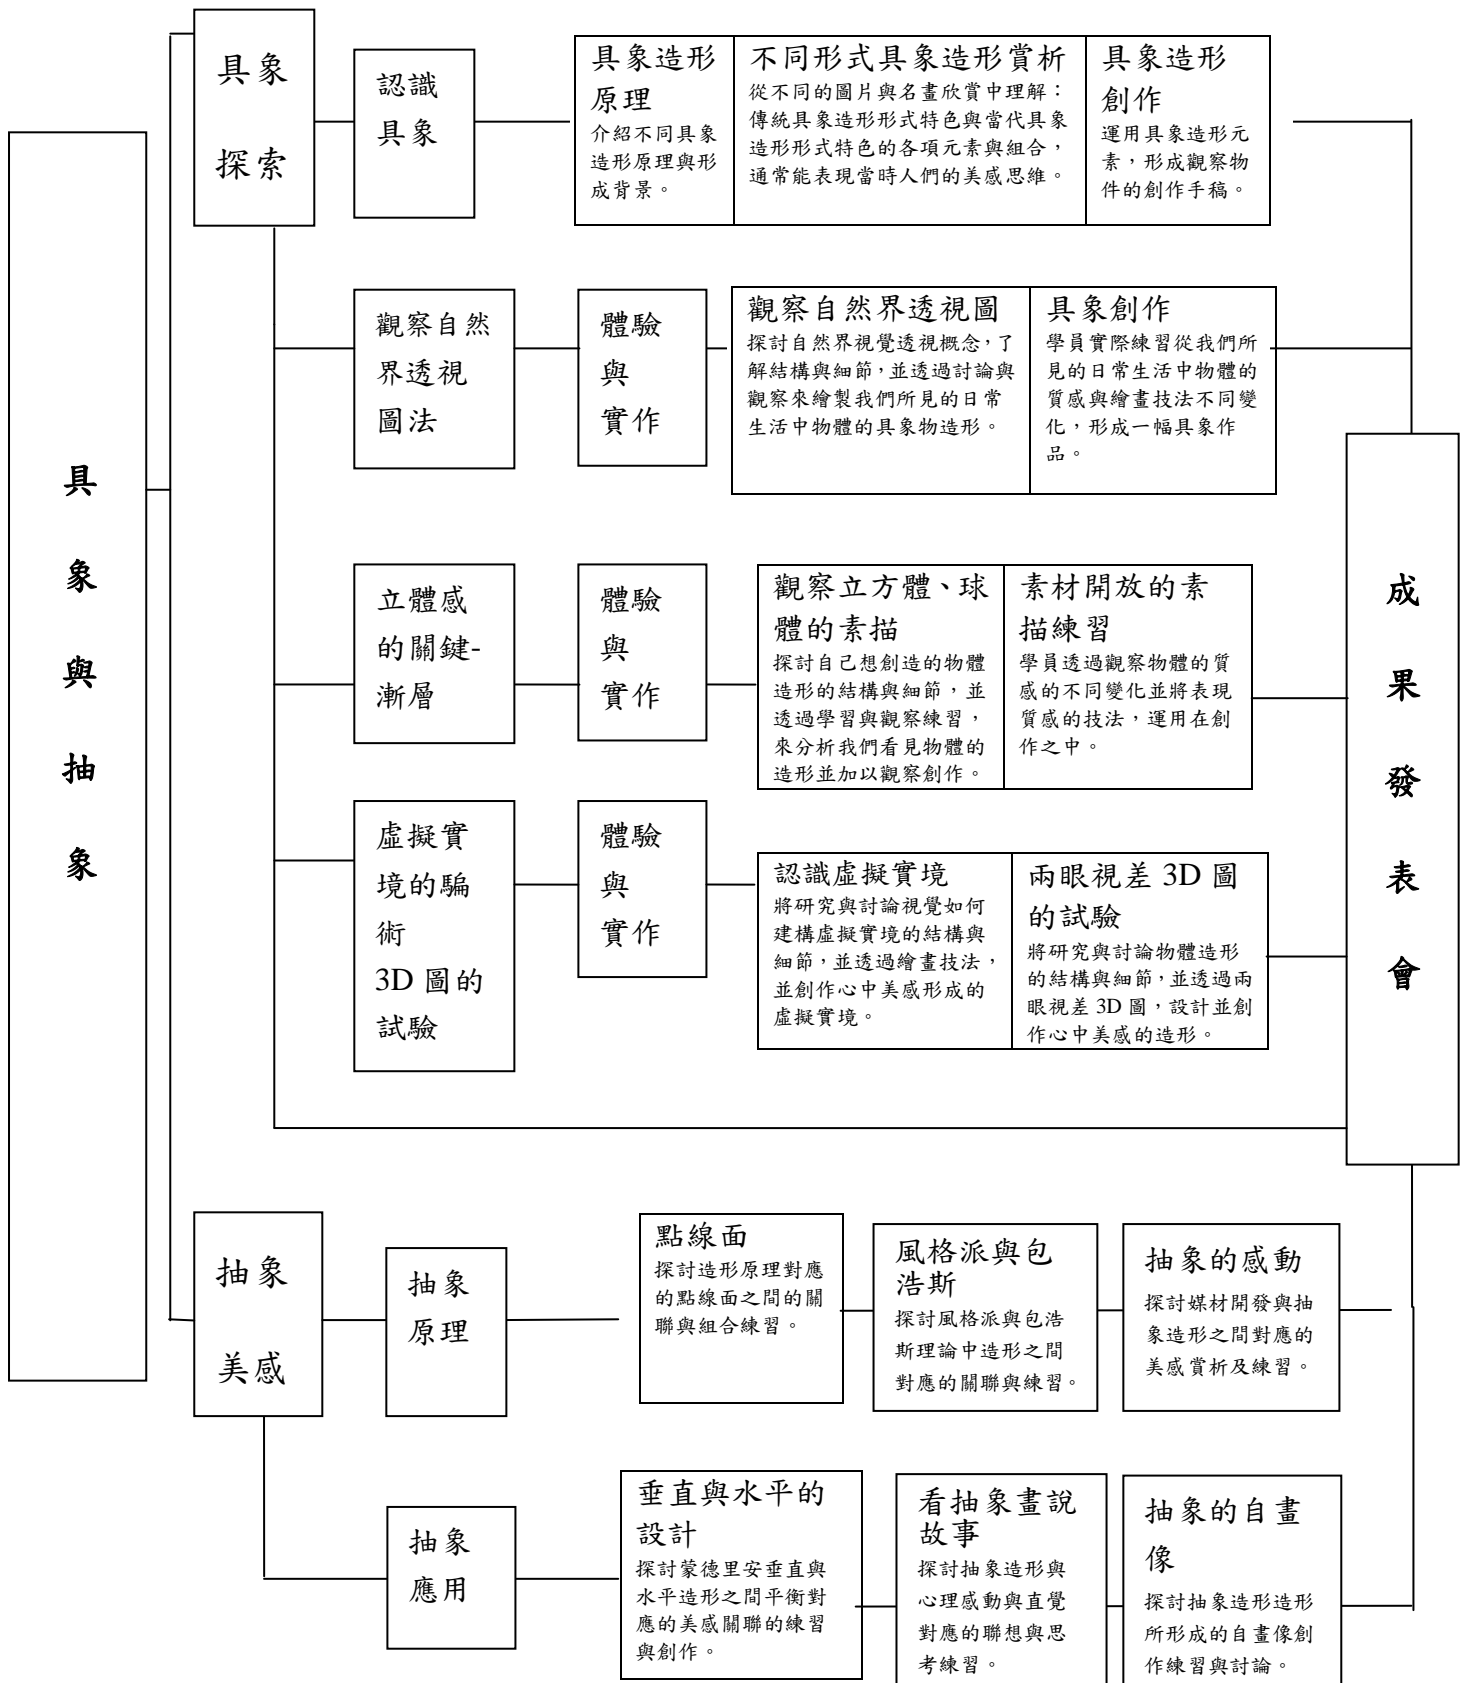 具
象
與
抽
象
具象
探索
認識
具象
具象造形
原理
介紹不同具象
造形原理與形
成背景。
不同形式具象造形賞析
從不同的圖片與名畫欣賞中理解：
傳統具象造形形式特色與當代具象
造形形式特色的各項元素與組合，
通常能表現當時人們的美感思維。
具象造形
創作
運用具象造形元
素，形成觀察物
件的創作手稿。
觀察自然
界透視
圖法
體驗
與
實作
觀察自然界透視圖
探討自然界視覺透視概念，了
解結構與細節，並透過討論與
觀察來繪製我們所見的日常
生活中物體的具象物造形。
具象創作
學員實際練習從我們所
見的日常生活中物體的
質感與繪畫技法不同變
化，形成一幅具象作
品。
立體感
的關鍵-
漸層
體驗
與
實作
觀察立方體、球
體的素描
探討自己想創造的物體
造形的結構與細節，並
透過學習與觀察練習，
來分析我們看見物體的
造形並加以觀察創作。
素材開放的素
描練習
學員透過觀察物體的質
感的不同變化並將表現
質感的技法，運用在創
作之中。
虛擬實
境的騙
術
3D 圖的
試驗
體驗
與
實作
認識虛擬實境
將研究與討論視覺如何
建構虛擬實境的結構與
細節，並透過繪畫技法，
並創作心中美感形成的
虛擬實境。
兩眼視差 3D 圖
的試驗
將研究與討論物體造形
的結構與細節，並透過兩
眼視差 3D 圖，設計並創
作心中美感的造形。
成
果
發
表
會
抽象
美感
抽象
原理
點線面
探討造形原理對應
的點線面之間的關
聯與組合練習。
風格派與包
浩斯
探討風格派與包浩
斯理論中造形之間
對應的關聯與練習。
抽象的感動
探討媒材開發與抽
象造形之間對應的
美感賞析及練習。
抽象
應用
垂直與水平的
設計
探討蒙德里安垂直與
水平造形之間平衡對
應的美感關聯的練習
與創作。
看抽象畫說
故事
探討抽象造形與
心理感動與直覺
對應的聯想與思
考練習。
抽象的自畫
像
探討抽象造形造形
所形成的自畫像創
作練習與討論。